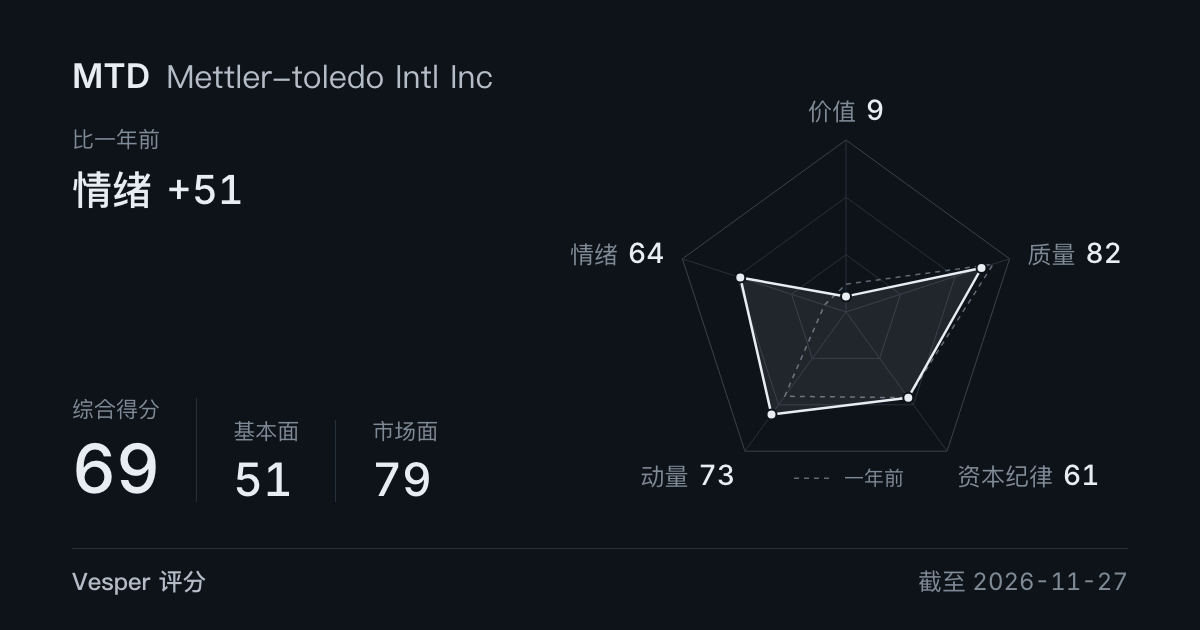 MTD Mettler-toledo Intl Inc
比一年前
情绪 +51
价值 9
情绪 64
质量 82
动量 73
一年前
资本纪律 61
综合得分
69
基本面
51
市场面
79
Vesper 评分
截至 2026-11-27